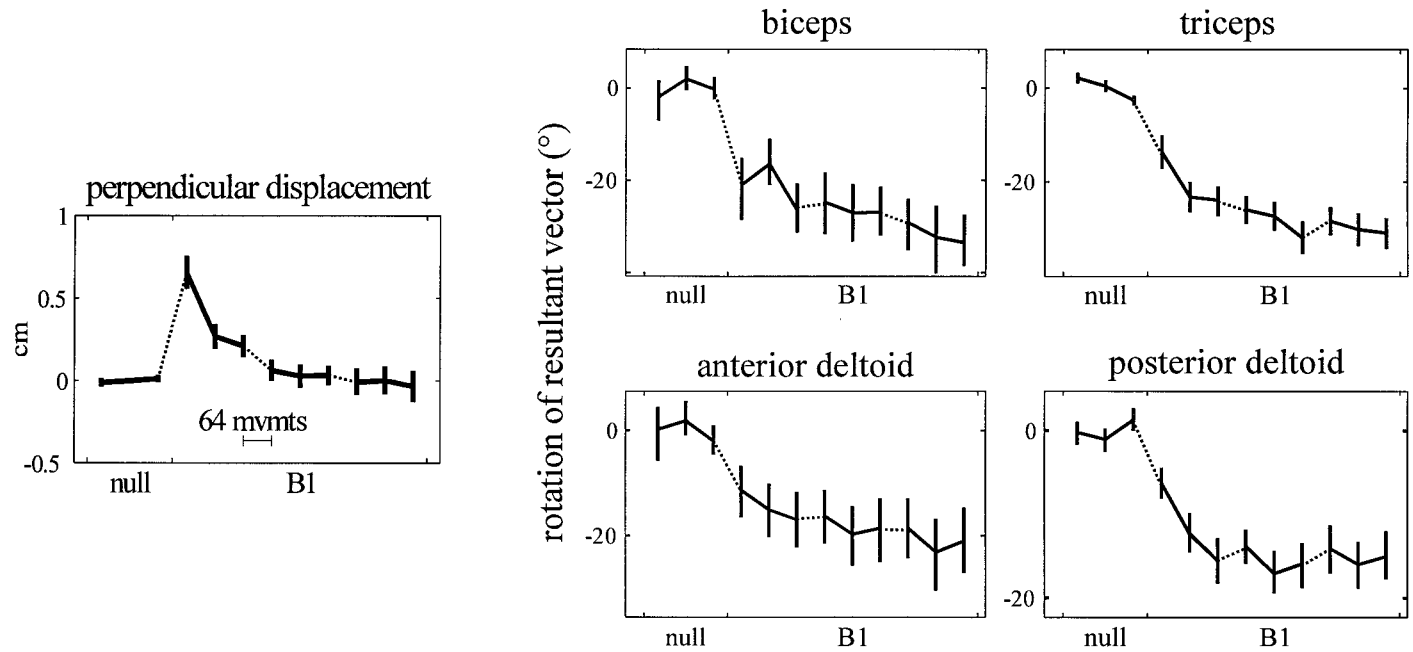 perpendicular displacement
1
0.5
0
-0.5
cm
64 mvmts
null B1
rotation of resultant vector (°)
biceps
0
-20
null B1
triceps
0
-20
null B1
anterior deltoid
0
-20
null B1
posterior deltoid
0
-20
null B1